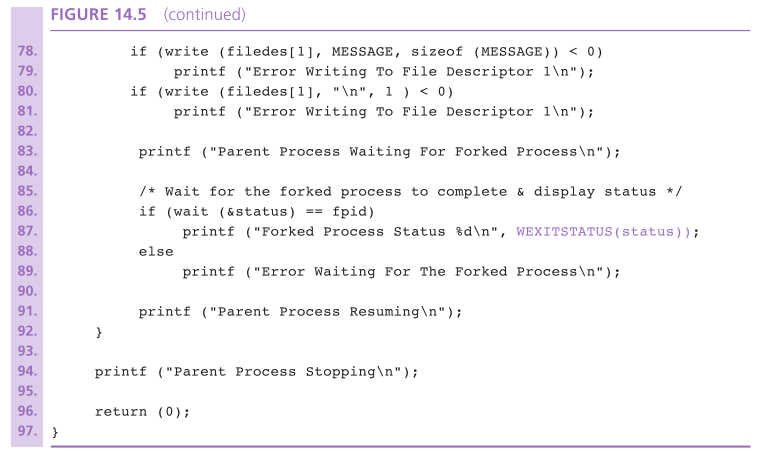 FIGURE 14.5 (continued)
78. if (write (filedes[1], MESSAGE, sizeof (MESSAGE)) < 0)
79. printf ("Error Writing To File Descriptor 1\n");
80. if (write (filedes[1], "\n", 1 ) < 0)
81. printf ("Error Writing To File Descriptor 1\n");
82.
83. printf ("Parent Process Waiting For Forked Process\n");
84.
85. /* Wait for the forked process to complete & display status */
86. if (wait (&status) == fpid)
87. printf ("Forked Process Status %d\n", WEXITSTATUS(status));
88. else
89. printf ("Error Waiting For The Forked Process\n");
90.
91. printf ("Parent Process Resuming\n");
92. }
93.
94. printf ("Parent Process Stopping\n");
95.
96. return (0);
97. }